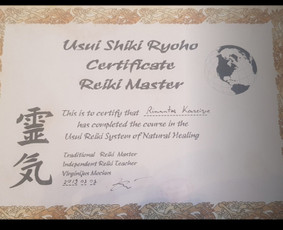 Usui Shiki Ryoho
Certificate
Reiki Master
This is to certify that
has completed the course in the
Usui Reiki System of Natural Healing
霊
気
Traditional Reiki Master
Independent Reiki Teacher